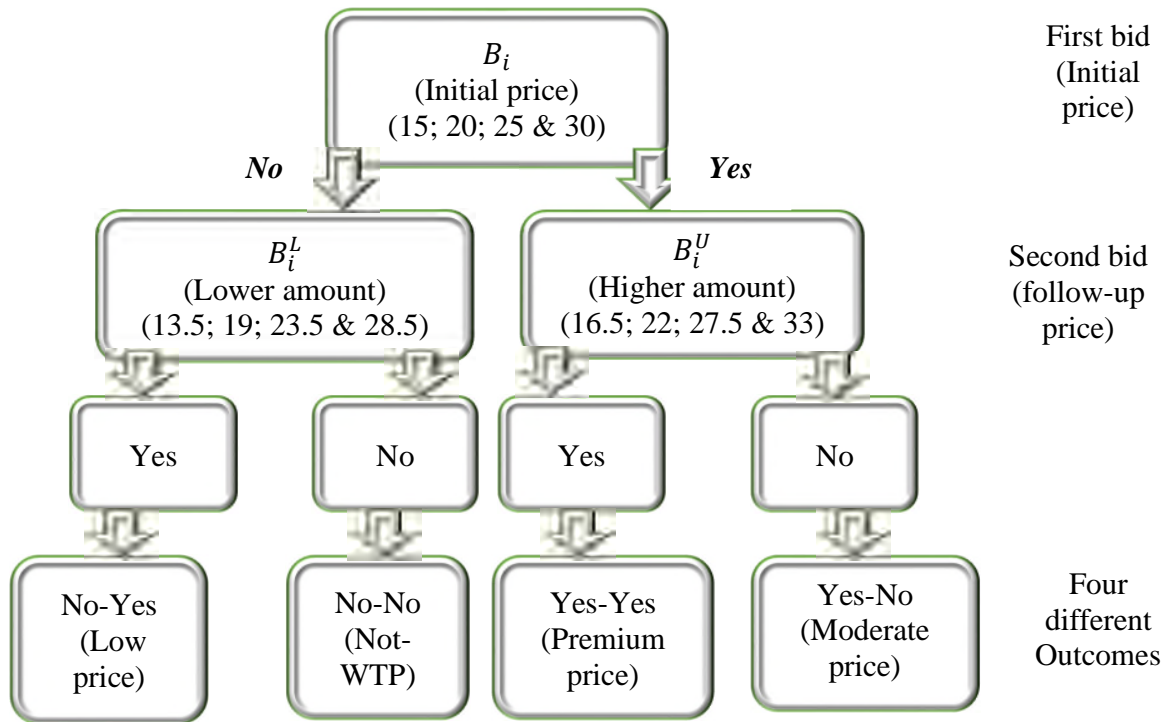 𝐵𝑖
(Initial price)
(15; 20; 25 & 30)
First bid
(Initial
price)
No
Yes
𝐵𝑖𝐿
(Lower amount)
(13.5; 19; 23.5 & 28.5)
𝐵𝑖𝑈
(Higher amount)
(16.5; 22; 27.5 & 33)
Second bid
(follow-up
price)
Yes
No
Yes
No
No-Yes
(Low
price)
No-No
(Not-
WTP)
Yes-Yes
(Premium
price)
Yes-No
(Moderate
price)
Four
different
Outcomes